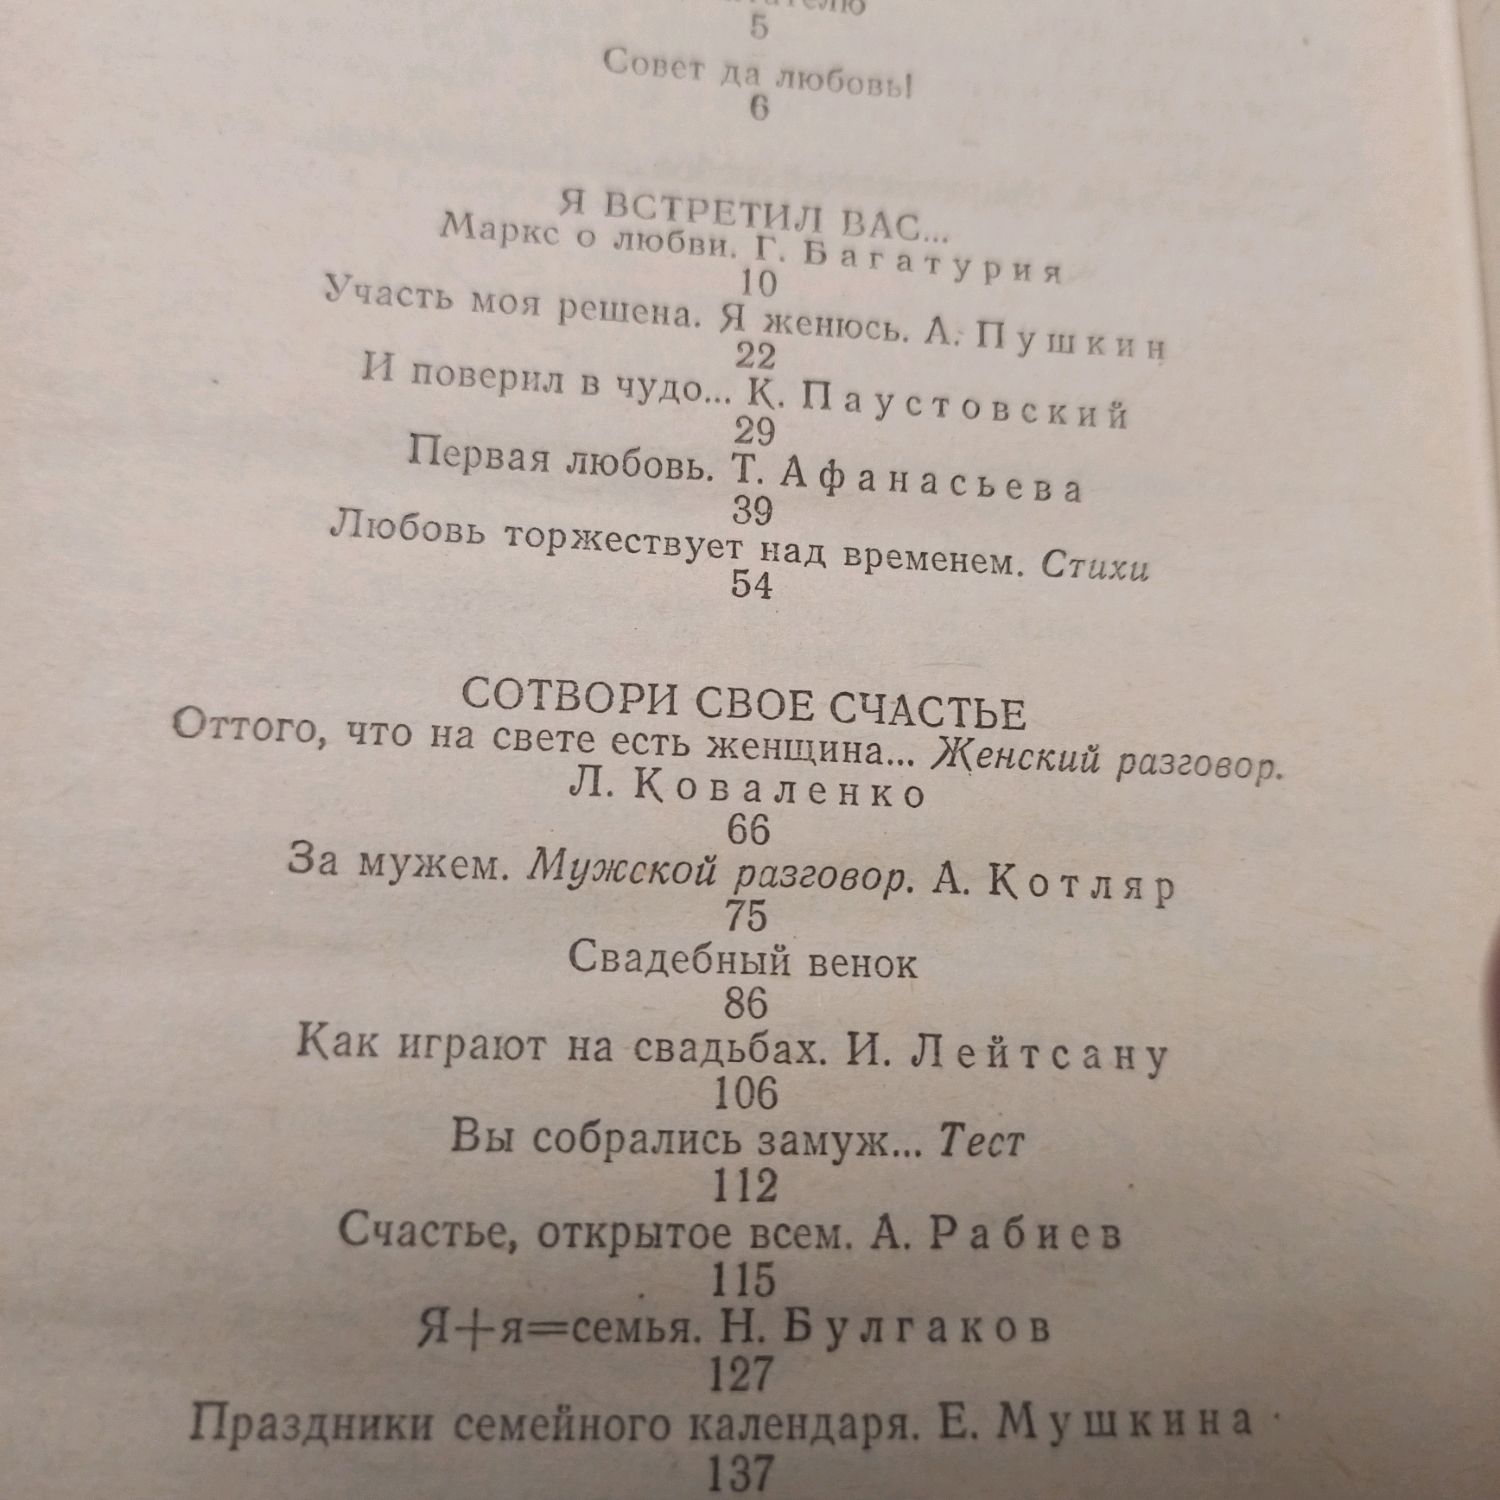 5
Совет да любовь!
6
Я ВСТРЕТИЛ ВАС...
Маркс о любви. Г. Багатурия
10
Участь моя решена. Я женюсь. А. Пушкин
22
И поверил в чудо... К. Паустовский
29
Первая любовь. Т. Афанасьева
39
Любовь торжествует над временем. Стихи
54
СОТВОРИ СВОЕ СЧАСТЬЕ
Оттого, что на свете есть женщина... Женский разговор.
Л. Коваленко
66
За мужем. Мужской разговор. А. Котляр
75
Свадебный венок
86
Как играют на свадьбах. И. Лейтсану
106
Вы собрались замуж... Тест
112
Счастье, открытое всем. А. Рабиев
115
Я+я=семья. Н. Булгаков
127
Праздники семейного календаря. Е. Мушкина
137